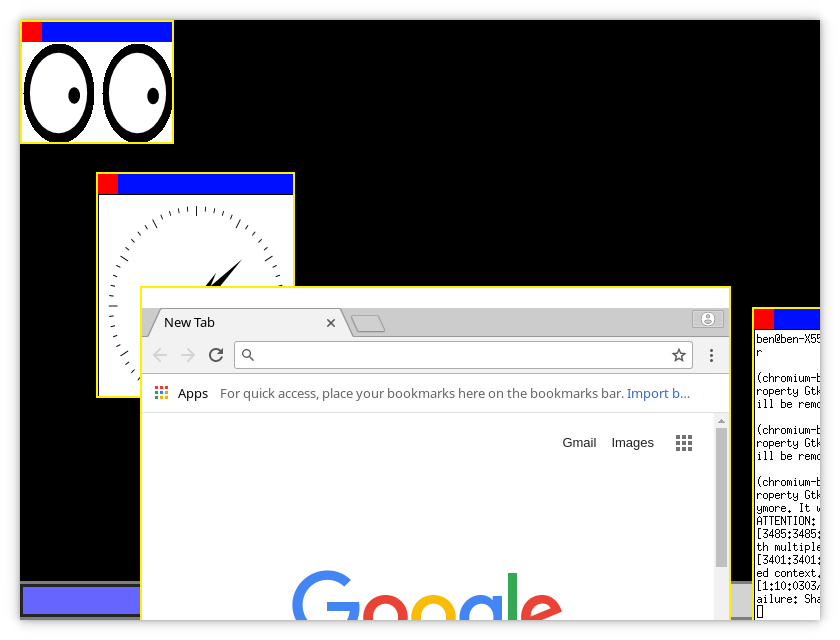 New Tab
Apps For quick access, place your bookmarks here on the bookmarks bar. Import b...
Gmail Images
Google
ben@ben-X55
r
(chromium-b
roperty Gtk
ill be remo
(chromium-b
roperty Gtk
ill be remo
(chromium-b
roperty Gtk
ymore. It w
ATTENTION:
[3485:3485:
th multiple
[3401:3401:
ed context.
[1:10:0303/
ailure: Sha